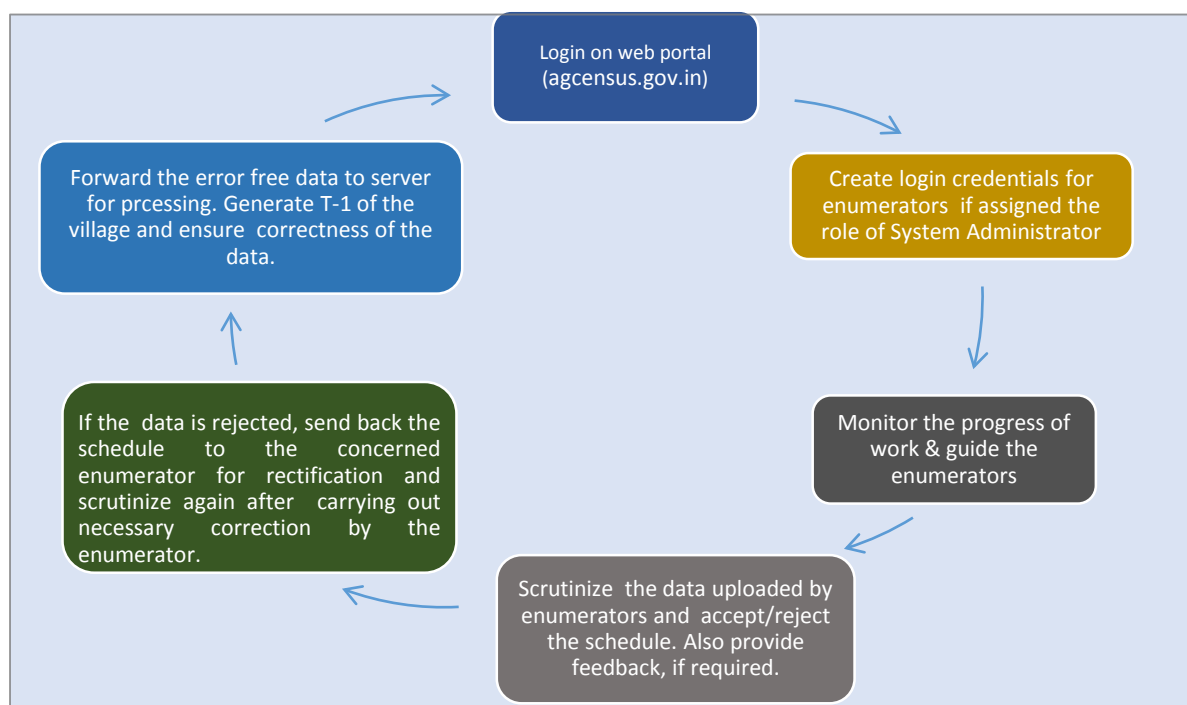 Login on web portal
(agcensus.gov.in)
Create login credentials for
enumerators if assigned the
role of System Administrator
Monitor the progress of
work & guide the
enumerators
Scrutinize the data uploaded by
enumerators and accept/reject
the schedule. Also provide
feedback, if required.
If the data is rejected, send back the
schedule to the concerned
enumerator for rectification and
scrutinize again after carrying out
necessary correction by the
enumerator.
Forward the error free data to server
for prcessing. Generate T-1 of the
village and ensure correctness of the
data.